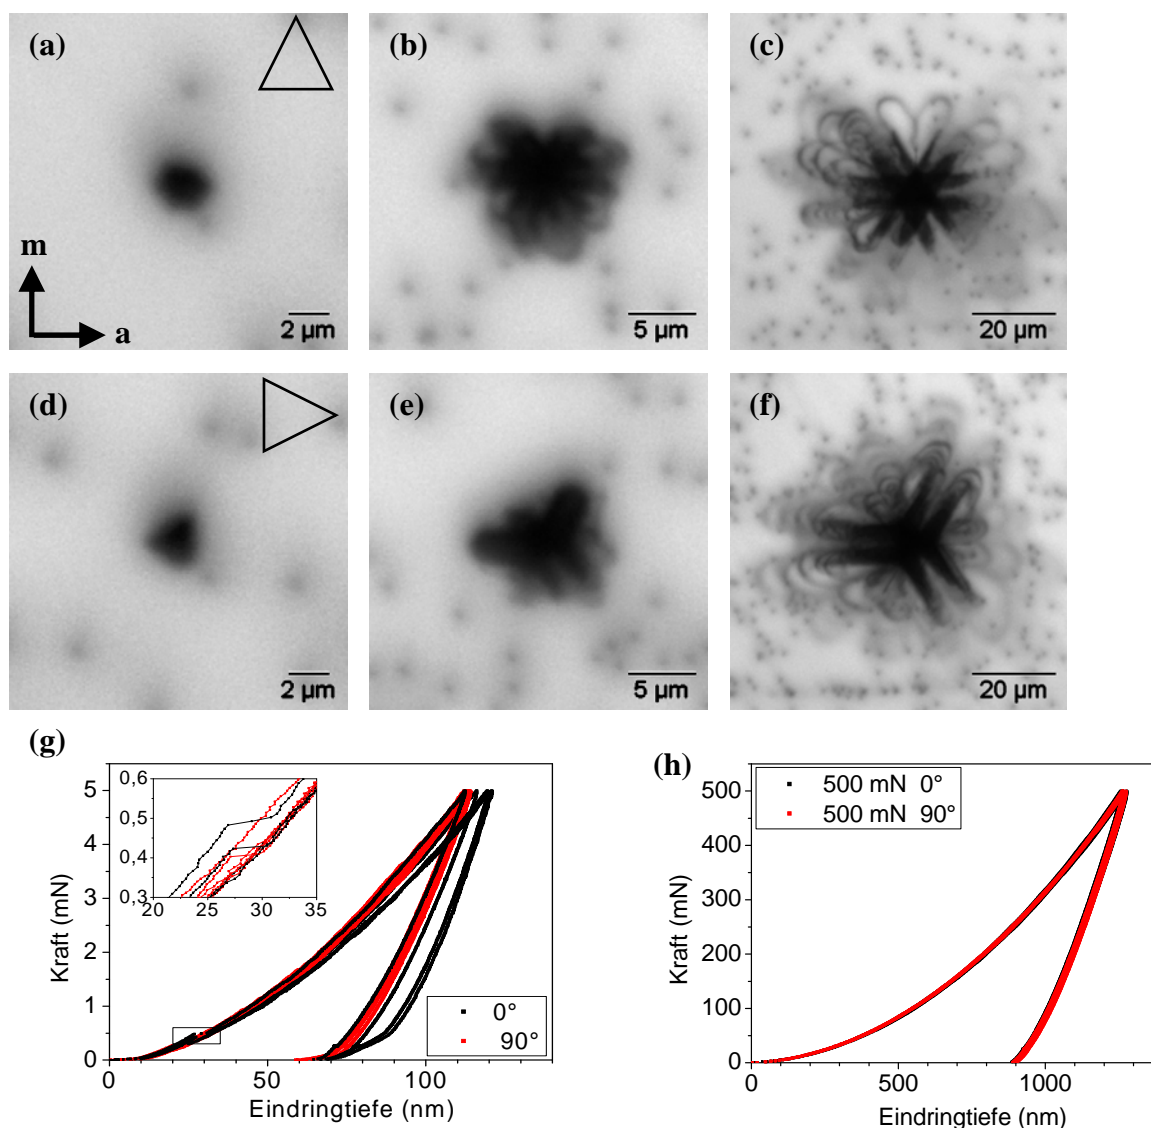 (a)
(b)
(c)
m
a
2 µm
5 µm
20 µm
(d)
(e)
(f)
2 µm
5 µm
20 µm
(g)
Kraft (mN)
5
4
3
2
1
0
0,6
0,5
0,4
0,3
20 25 30 35
0°
90°
0 50 100
Eindringtiefe (nm)
(h)
Kraft (mN)
500
400
300
200
100
0
500 mN 0°
500 mN 90°
0 500 1000
Eindringtiefe (nm)